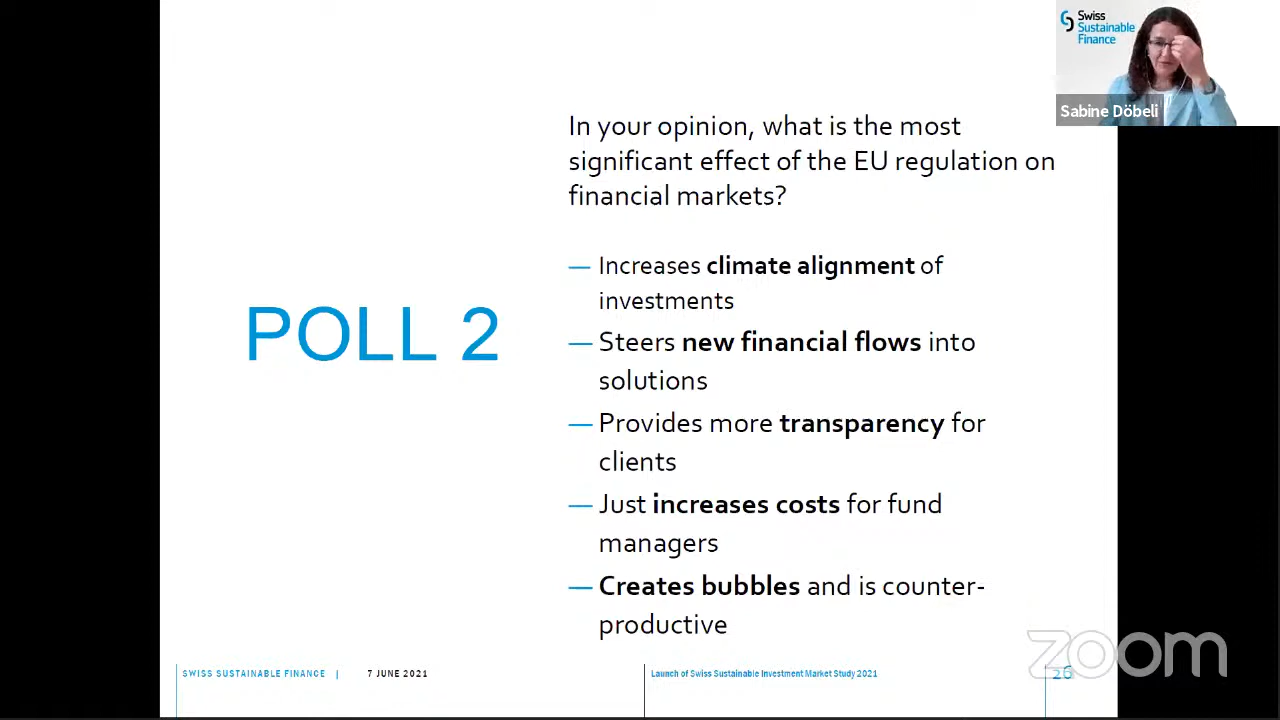 Swiss
Sustainable
Finance
Sabine Döbeli
In your opinion, what is the most
significant effect of the EU regulation on
financial markets?
— Increases climate alignment of
investments
— Steers new financial flows into
solutions
— Provides more transparency for
clients
— Just increases costs for fund
managers
— Creates bubbles and is counter-
productive
POLL 2
SWISS SUSTAINABLE FINANCE | 7 JUNE 2021
Launch of Swiss Sustainable Investment Market Study 2021
26
zoom